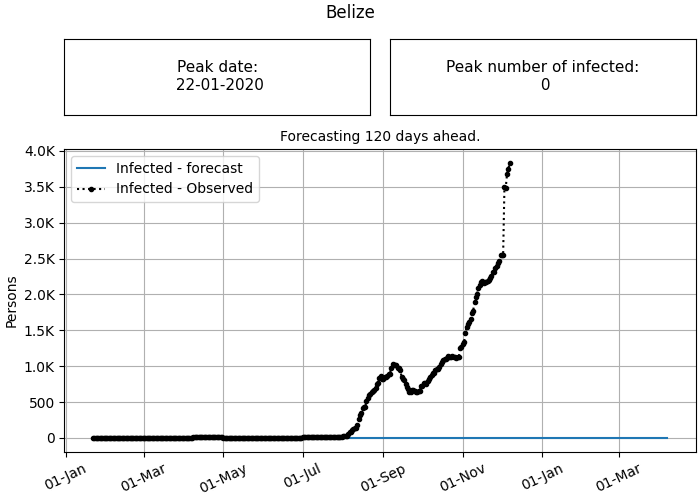 Belize
Peak date:
22-01-2020
Peak number of infected:
0
Forecasting 120 days ahead.
Infected - forecast
Infected - Observed
Persons
4.0K
3.5K
3.0K
2.5K
2.0K
1.5K
1.0K
500
0
01-Jan
01-Mar
01-May
01-Jul
01-Sep
01-Nov
01-Jan
01-Mar